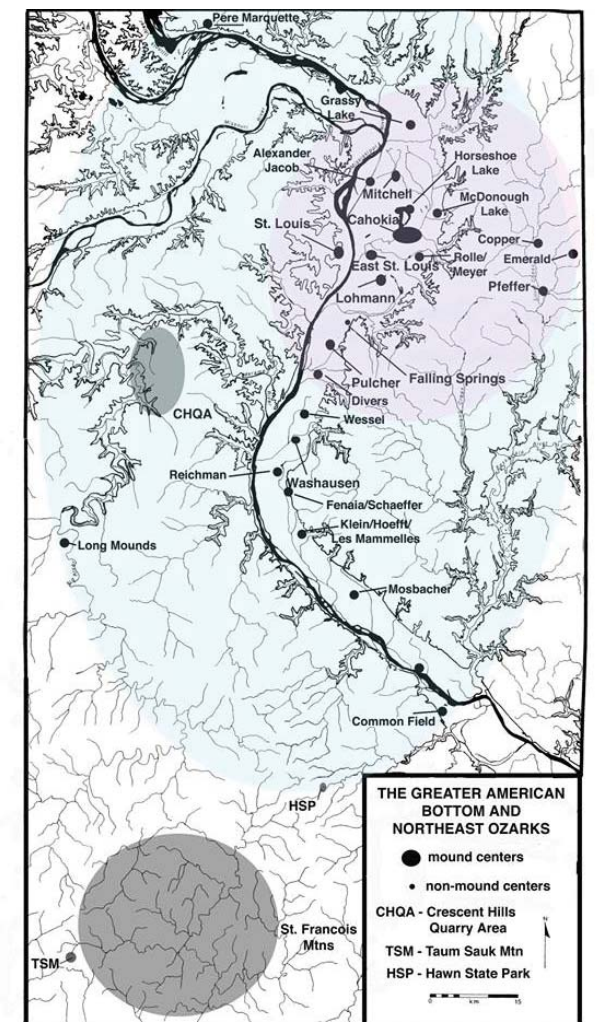 Pere Marquette
Grassy
Lake
Alexander
Jacob
Horseshoe
Lake
Mitchell
McDonough
Lake
Cahokia
St. Louis
Copper
East St. Louis
Rolle/
Meyer
Emerald
Lohmann
Pfeffer
Pulcher
Falling Springs
Divers
CHQA
Wessel
Reichman
Washausen
Fenaia/Schaeffer
Klein/Hoefft/
Les Mammelles
Long Mounds
Mosbacher
Common Field
HSP
St. Francois
Mtns
TSM
THE GREATER AMERICAN
BOTTOM AND
NORTHEAST OZARKS
mound centers
non-mound centers
CHQA - Crescent Hills
Quarry Area
TSM - Taum Sauk Mtn
HSP - Hawn State Park
N
0 km 15